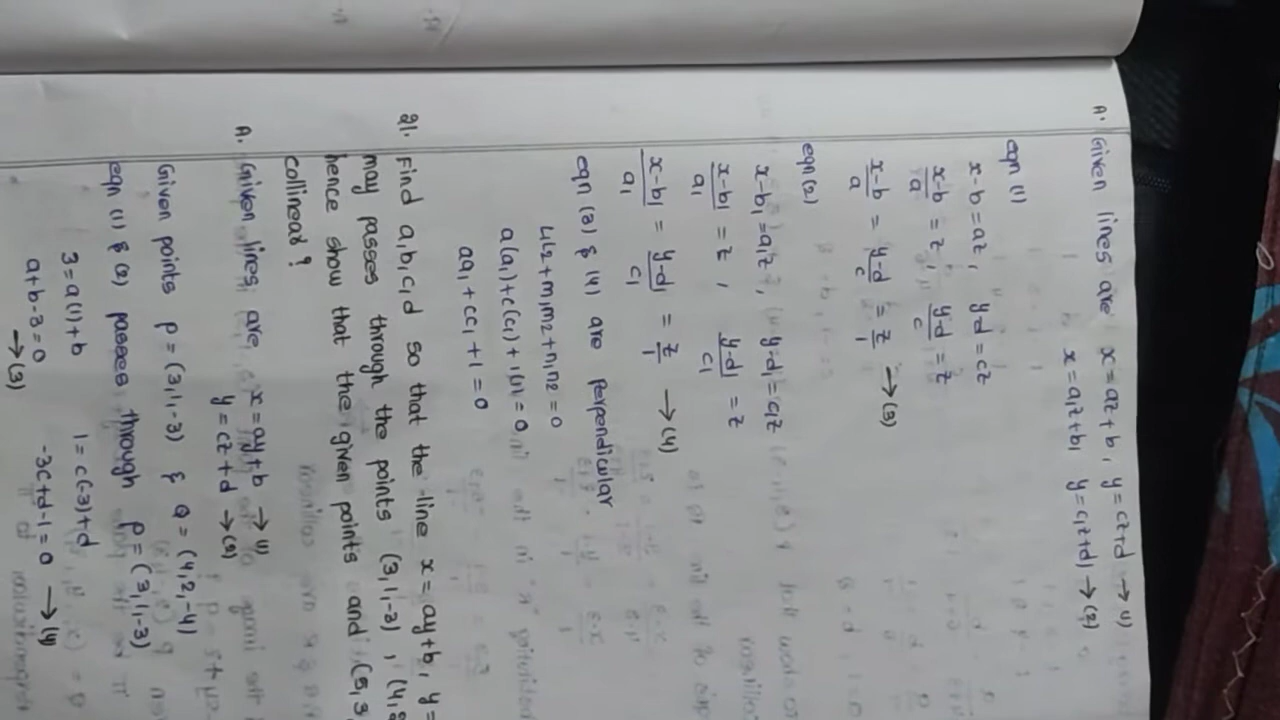 A. Given lines are x = az + b, y = cz+d → (1)
x = a₁z + b₁ y = c₁z+d₁ → (2)
eqn (1)
x-b = az, y-d = cz
x-b/a = z, y-d/c = z
x-b/a = y-d/c = z/1 → (3)
eqn (2)
x-b₁ = a₁z, y-d₁ = c₁z
x-b₁/a₁ = z, y-d₁/c₁ = z
x-b₁/a₁ = y-d₁/c₁ = z/1 → (4)
eqn (3) & (4) are perpendicular
l₁l₂ + m₁m₂ + n₁n₂ = 0
a(a₁) + c(c₁) + 1(1) = 0
aa₁ + cc₁ + 1 = 0
21. Find a, b, c, d so that the line x = ay+b, y =
may passes through the points (3, 1, -3), (4,
hence show that the given points and (5, 3
collinear?
A. Given lines are x = ay+b → (1)
y = cz+d → (2)
Given points P = (3, 1, -3) & Q = (4, 2, -4)
eqn (1) & (2) passes through P = (3, 1, -3)
3 = a(1) + b 1 = c(-3) + d
a+b-3 = 0 → (3) -3c+d-1 = 0 → (4)